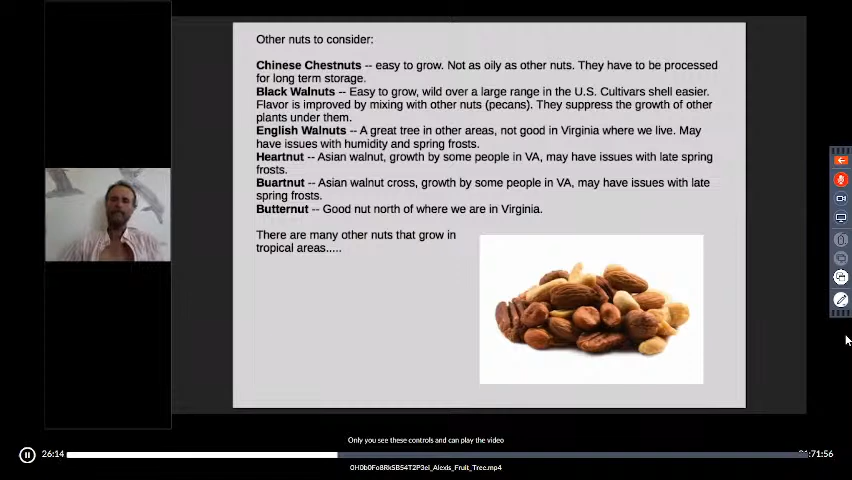 Other nuts to consider:
Chinese Chestnuts -- easy to grow. Not as oily as other nuts. They have to be processed
for long term storage.
Black Walnuts -- Easy to grow, wild over a large range in the U.S. Cultivars shell easier.
Flavor is improved by mixing with other nuts (pecans). They suppress the growth of other
plants under them.
English Walnuts -- A great tree in other areas, not good in Virginia where we live. May
have issues with humidity and spring frosts.
Heartnut -- Asian walnut, growth by some people in VA, may have issues with late spring
frosts.
Buartnut -- Asian walnut cross, growth by some people in VA, may have issues with late
spring frosts.
Butternut -- Good nut north of where we are in Virginia.
There are many other nuts that grow in
tropical areas.....
Only you see these controls and can play the video
26:14